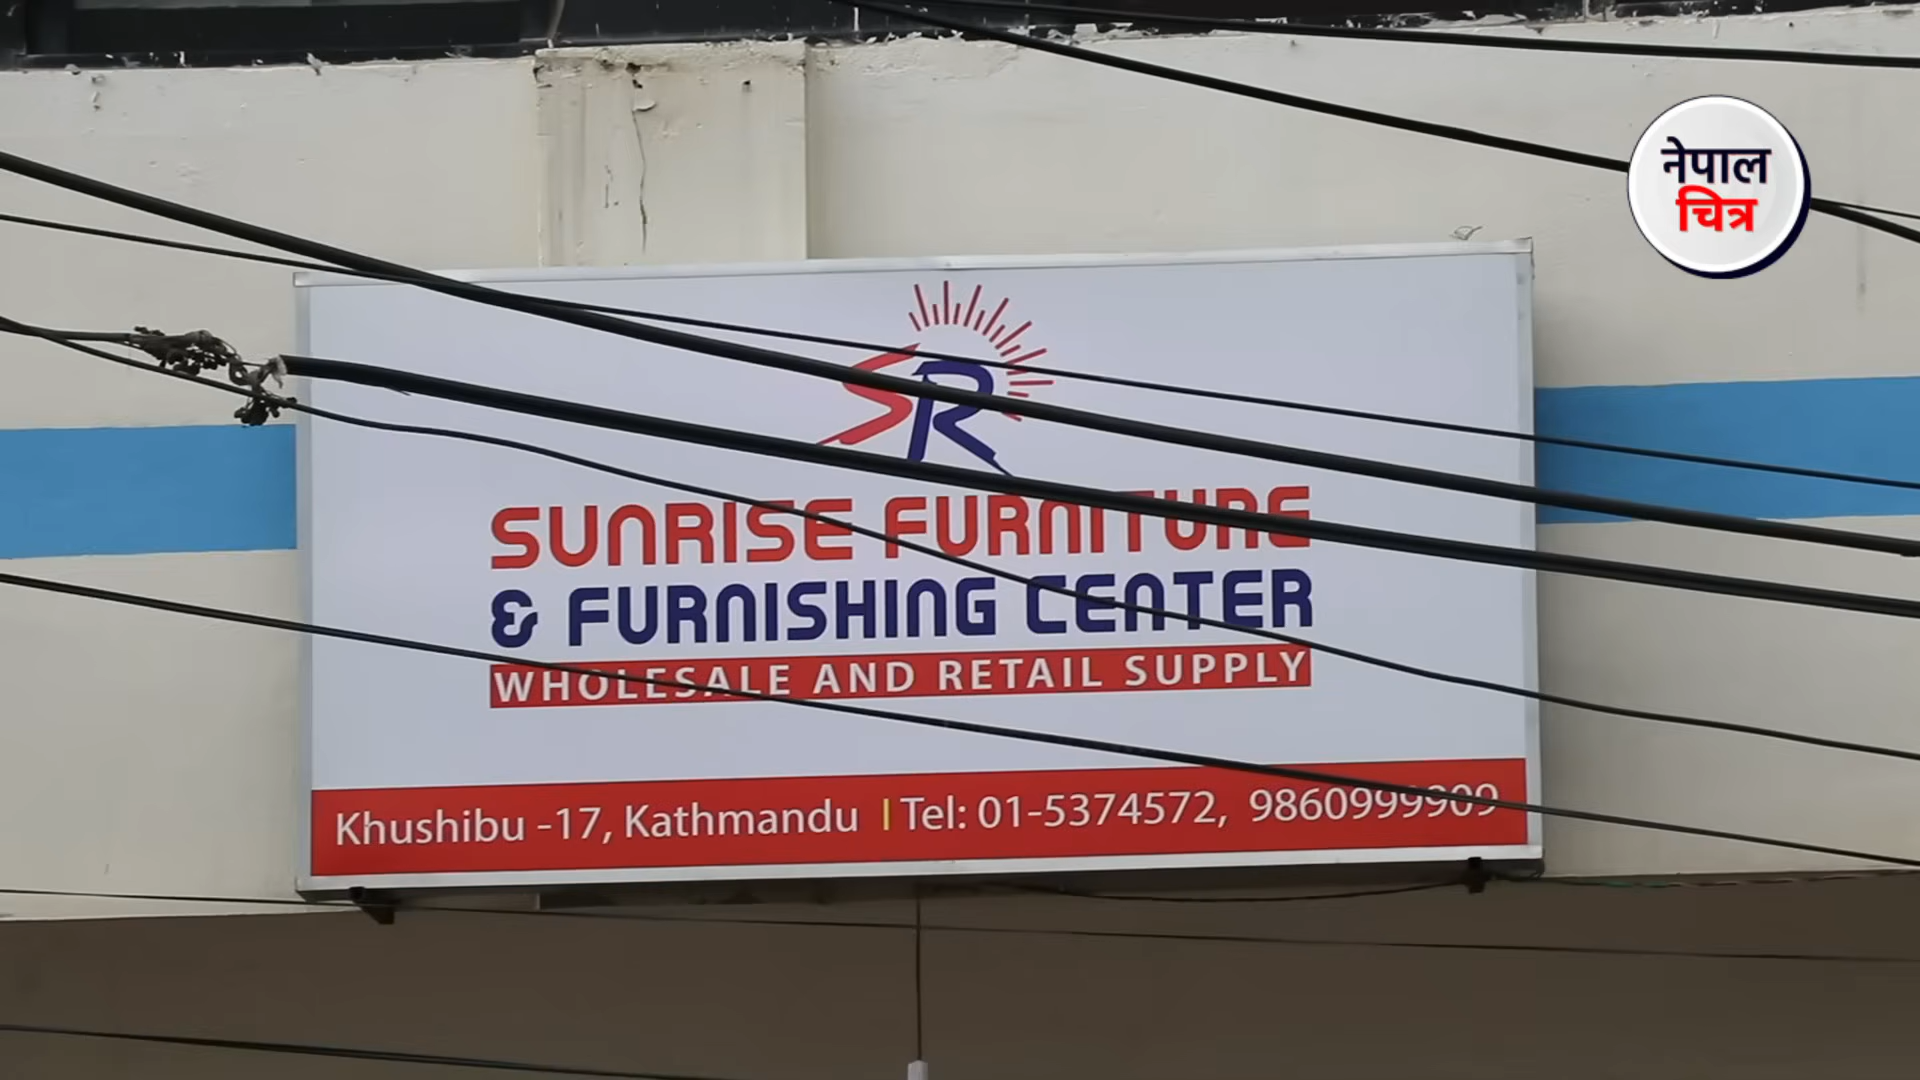 नेपाल
चित्र
SR
SUNRISE FURNITURE
& FURNISHING CENTER
WHOLESALE AND RETAIL SUPPLY
Khushibu -17, Kathmandu | Tel: 01-5374572, 9860999909